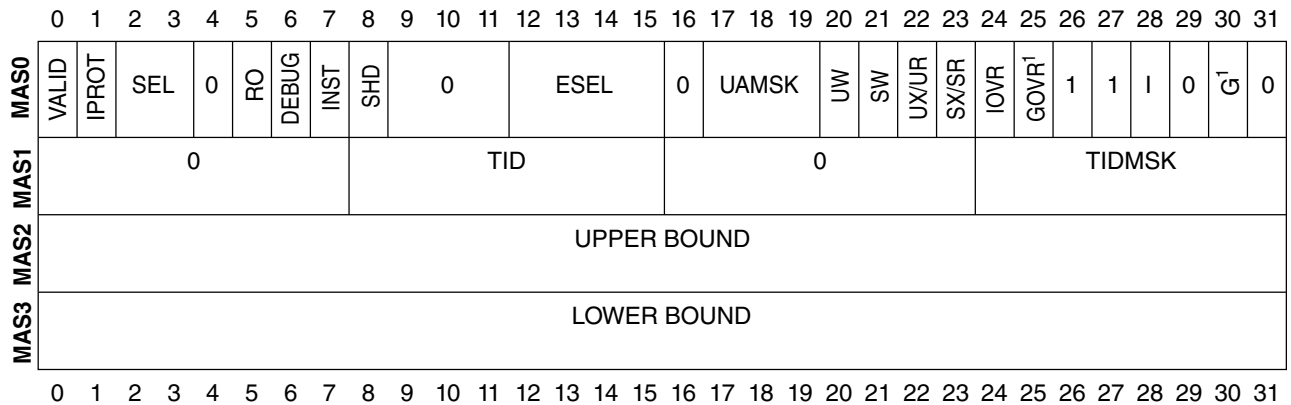 0 1 2 3 4 5 6 7 8 9 10 11 12 13 14 15 16 17 18 19 20 21 22 23 24 25 26 27 28 29 30 31
MAS0 VALID IPROT SEL 0 RO DEBUG INST SHD 0 ESEL 0 UAMSK UW SW UX/UR SX/SR IOVR GOVR¹ 1 1 I 0 G¹ 0
MAS1 0 TID 0 TIDMSK
MAS2 UPPER BOUND
MAS3 LOWER BOUND
0 1 2 3 4 5 6 7 8 9 10 11 12 13 14 15 16 17 18 19 20 21 22 23 24 25 26 27 28 29 30 31